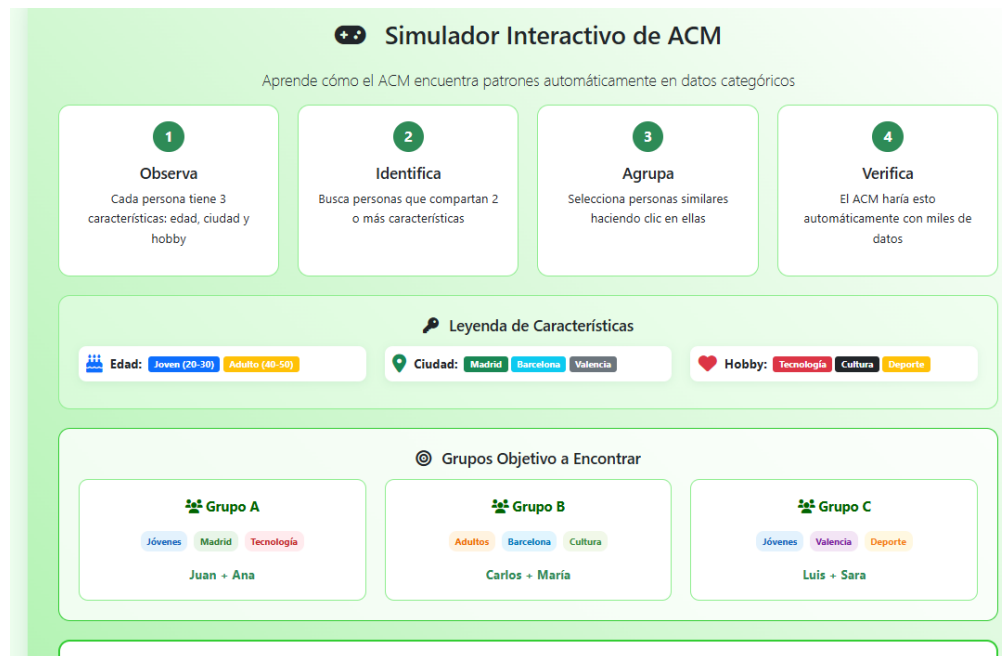 Simulador Interactivo de ACM
Aprende cómo el ACM encuentra patrones automáticamente en datos categóricos
1
Observa
Cada persona tiene 3
características: edad, ciudad y
hobby
2
Identifica
Busca personas que compartan 2
o más características
3
Agrupa
Selecciona personas similares
haciendo clic en ellas
4
Verifica
El ACM haría esto
automáticamente con miles de
datos
Leyenda de Características
Edad: Joven (20-30) Adulto (40-50)
Ciudad: Madrid Barcelona Valencia
Hobby: Tecnología Cultura Deporte
Grupos Objetivo a Encontrar
Grupo A
Jóvenes Madrid Tecnología
Juan + Ana
Grupo B
Adultos Barcelona Cultura
Carlos + María
Grupo C
Jóvenes Valencia Deporte
Luis + Sara